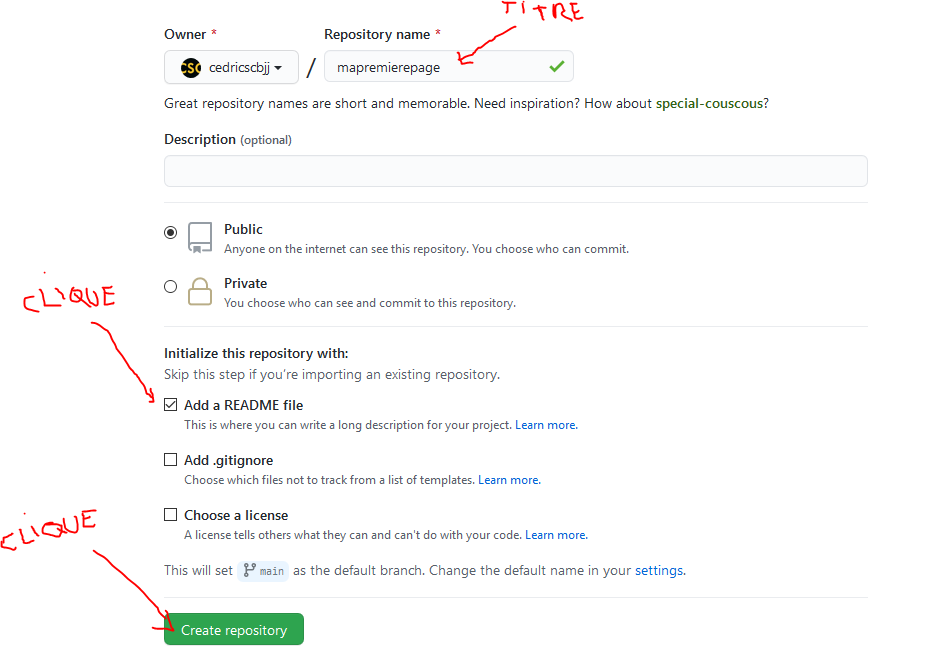 TITRE
Owner * Repository name *
CSC cedricscbjj / mapremierepage
Great repository names are short and memorable. Need inspiration? How about special-couscous?
Description (optional)
Public
Anyone on the internet can see this repository. You choose who can commit.
Private
You choose who can see and commit to this repository.
CLIQUE
Initialize this repository with:
Skip this step if you're importing an existing repository.
Add a README file
This is where you can write a long description for your project. Learn more.
Add .gitignore
Choose which files not to track from a list of templates. Learn more.
Choose a license
A license tells others what they can and can't do with your code. Learn more.
CLIQUE
This will set main as the default branch. Change the default name in your settings.
Create repository